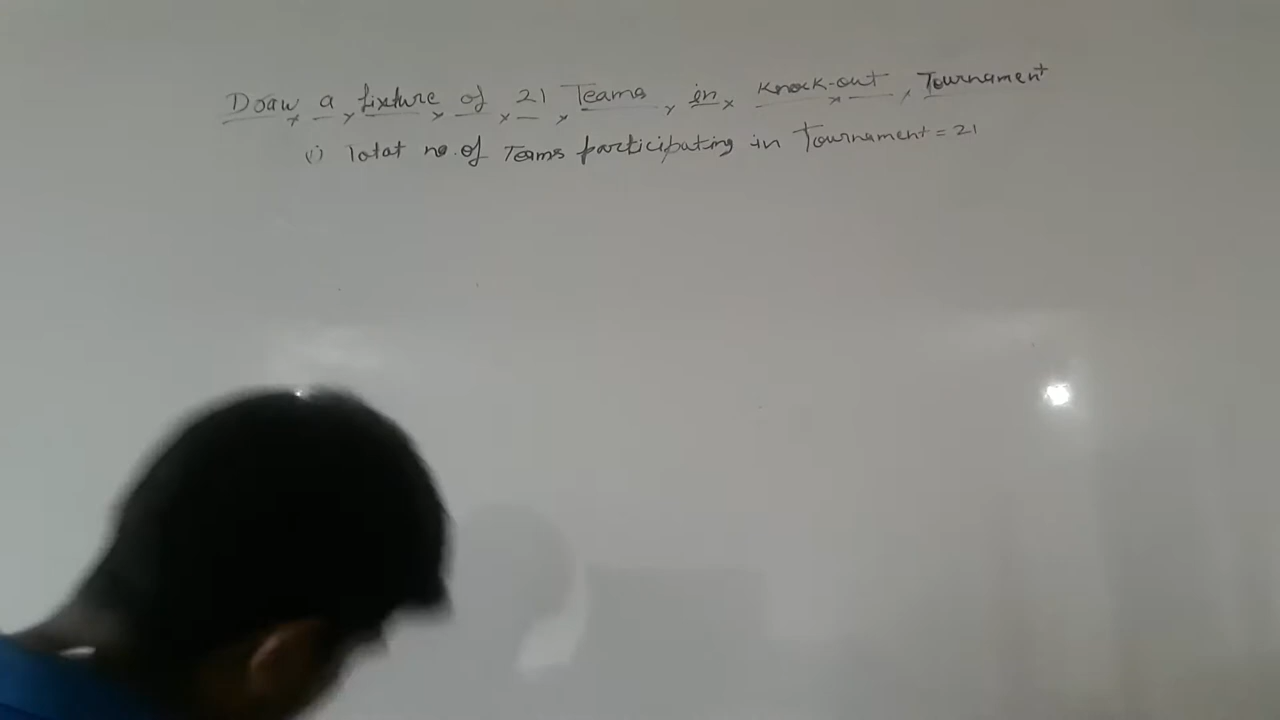 Draw a fixture of 21 Teams in Knock-out Tournament
(i) Total no. of Teams participating in Tournament = 21